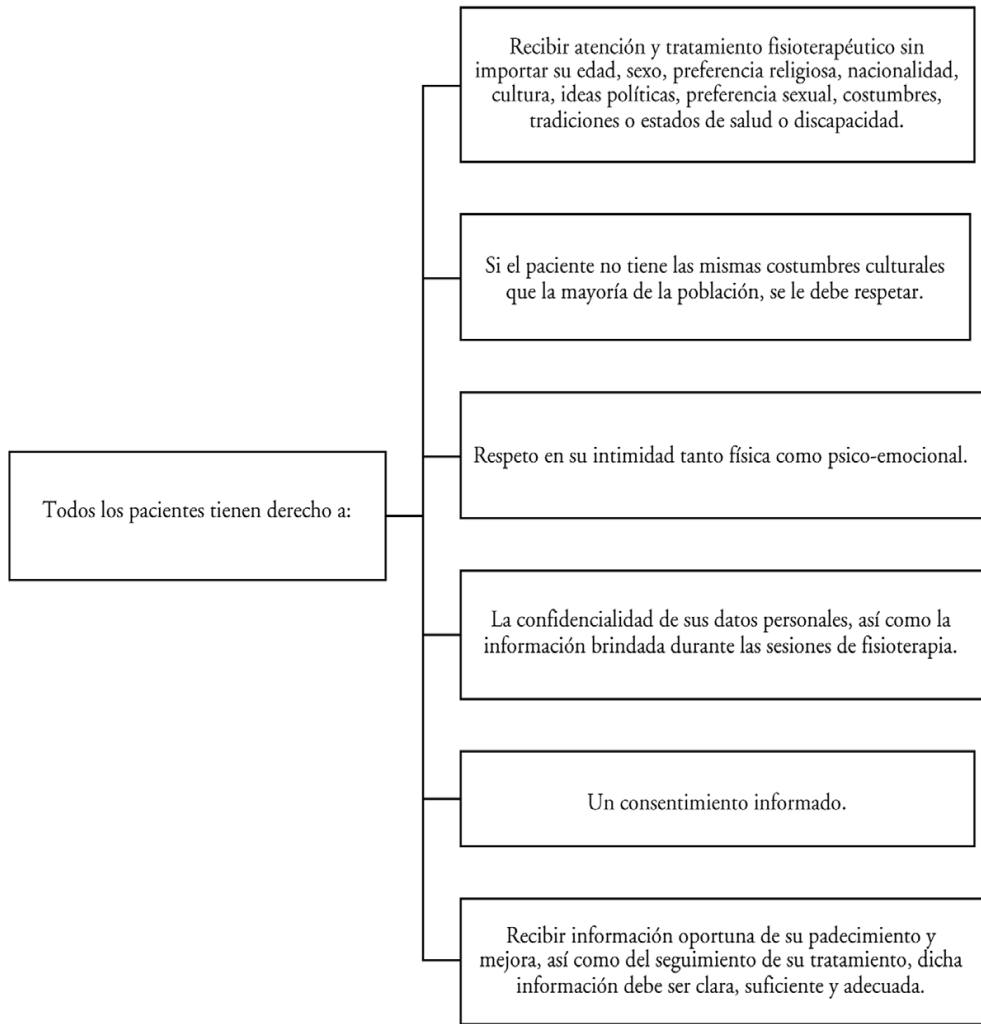 Todos los pacientes tienen derecho a:
Recibir atención y tratamiento fisioterapéutico sin
importar su edad, sexo, preferencia religiosa, nacionalidad,
cultura, ideas políticas, preferencia sexual, costumbres,
tradiciones o estados de salud o discapacidad.
Si el paciente no tiene las mismas costumbres culturales
que la mayoría de la población, se le debe respetar.
Respeto en su intimidad tanto física como psico-emocional.
La confidencialidad de sus datos personales, así como la
información brindada durante las sesiones de fisioterapia.
Un consentimiento informado.
Recibir información oportuna de su padecimiento y
mejora, así como del seguimiento de su tratamiento, dicha
información debe ser clara, suficiente y adecuada.